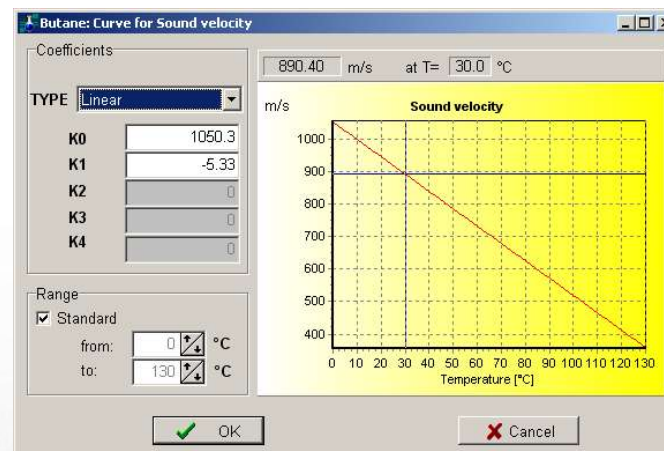 Butane: Curve for Sound velocity
Coefficients
TYPE Linear
K0 1050.3
K1 -5.33
K2 0
K3 0
K4 0
Range
Standard
from: 0 °C
to: 130 °C
890.40 m/s at T= 30.0 °C
m/s Sound velocity
1000
900
800
700
600
500
400
0 10 20 30 40 50 60 70 80 90 100 110 120 130
Temperature [°C]
OK Cancel